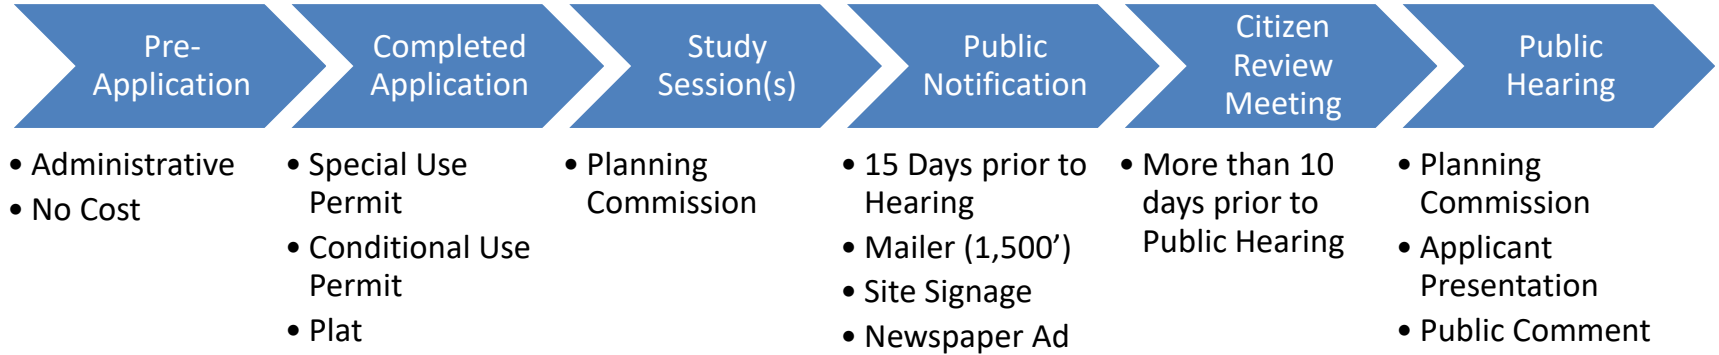 Pre-
Application
Completed
Application
Study
Session(s)
Public
Notification
Citizen
Review
Meeting
Public
Hearing
• Administrative
• No Cost
• Special Use
Permit
• Conditional Use
Permit
• Plat
• Planning
Commission
• 15 Days prior to
Hearing
• Mailer (1,500’)
• Site Signage
• Newspaper Ad
• More than 10
days prior to
Public Hearing
• Planning
Commission
• Applicant
Presentation
• Public Comment